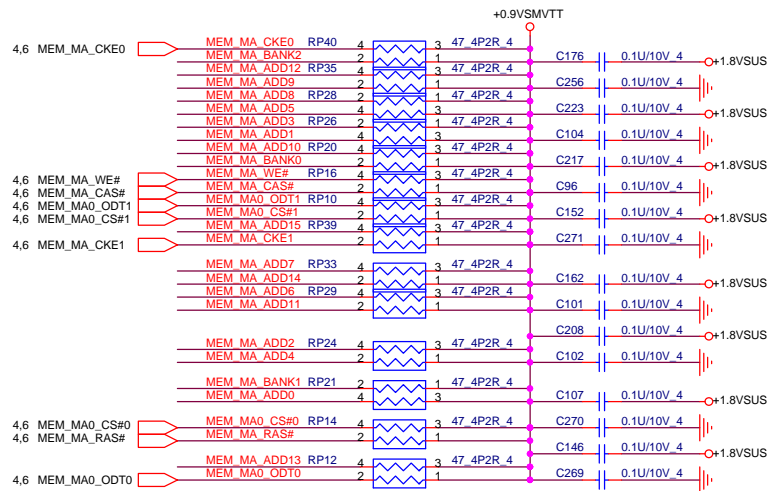 +0.9VSMVTT
4,6 MEM_MA_CKE0 MEM_MA_CKE0 RP40 4 3 47_4P2R_4
MEM_MA_BANK2 2 1 C176 0.1U/10V_4 +1.8VSUS
MEM_MA_ADD12 RP35 4 3 47_4P2R_4
MEM_MA_ADD9 2 1 C256 0.1U/10V_4
MEM_MA_ADD8 RP28 2 1 47_4P2R_4
MEM_MA_ADD5 4 3 C223 0.1U/10V_4 +1.8VSUS
MEM_MA_ADD3 RP26 2 1 47_4P2R_4
MEM_MA_ADD1 4 3 C104 0.1U/10V_4
MEM_MA_ADD10 RP20 4 3 47_4P2R_4
MEM_MA_BANK0 2 1 C217 0.1U/10V_4 +1.8VSUS
4,6 MEM_MA_WE# MEM_MA_WE# RP16 4 3 47_4P2R_4
4,6 MEM_MA_CAS# MEM_MA_CAS# 2 1 C96 0.1U/10V_4
4,6 MEM_MA0_ODT1 MEM_MA0_ODT1 RP10 4 3 47_4P2R_4
4,6 MEM_MA0_CS#1 MEM_MA0_CS#1 2 1 C152 0.1U/10V_4 +1.8VSUS
MEM_MA_ADD15 RP39 4 3 47_4P2R_4
4,6 MEM_MA_CKE1 MEM_MA_CKE1 2 1 C271 0.1U/10V_4
MEM_MA_ADD7 RP33 4 3 47_4P2R_4
MEM_MA_ADD14 2 1 C162 0.1U/10V_4 +1.8VSUS
MEM_MA_ADD6 RP29 4 3 47_4P2R_4
MEM_MA_ADD11 2 1 C101 0.1U/10V_4
C208 0.1U/10V_4 +1.8VSUS
MEM_MA_ADD2 RP24 4 3 47_4P2R_4
MEM_MA_ADD4 2 1 C102 0.1U/10V_4
MEM_MA_BANK1 RP21 2 1 47_4P2R_4
MEM_MA_ADD0 4 3 C107 0.1U/10V_4 +1.8VSUS
4,6 MEM_MA0_CS#0 MEM_MA0_CS#0 RP14 4 3 47_4P2R_4 C270 0.1U/10V_4
4,6 MEM_MA_RAS# MEM_MA_RAS# 2 1
C146 0.1U/10V_4 +1.8VSUS
MEM_MA_ADD13 RP12 4 3 47_4P2R_4
4,6 MEM_MA0_ODT0 MEM_MA0_ODT0 2 1 C269 0.1U/10V_4